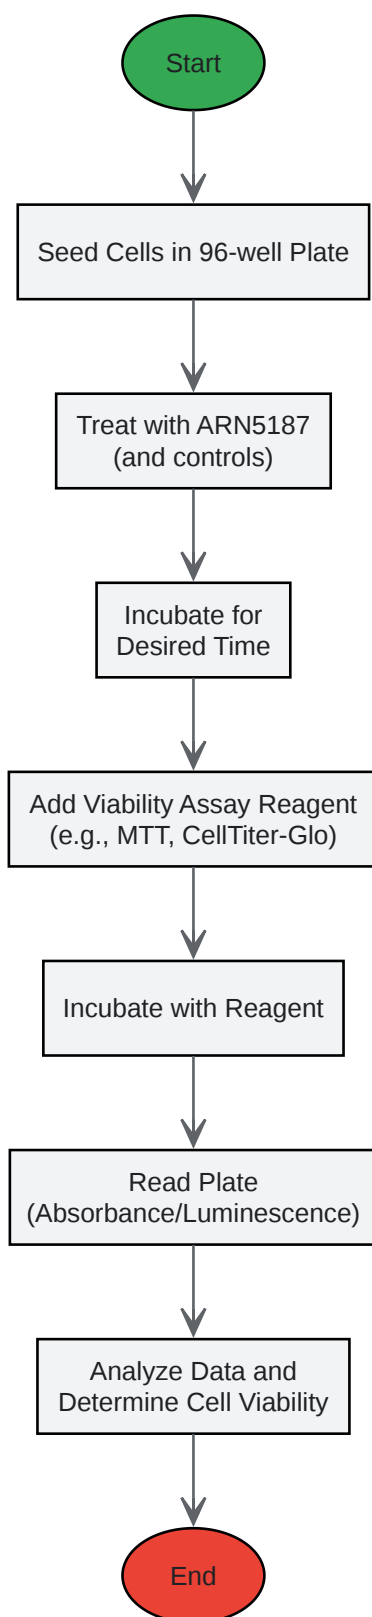 Start
Seed Cells in 96-well Plate
Treat with ARN5187
(and controls)
Incubate for
Desired Time
Add Viability Assay Reagent
(e.g., MTT, CellTiter-Glo)
Incubate with Reagent
Read Plate
(Absorbance/Luminescence)
Analyze Data and
Determine Cell Viability
End